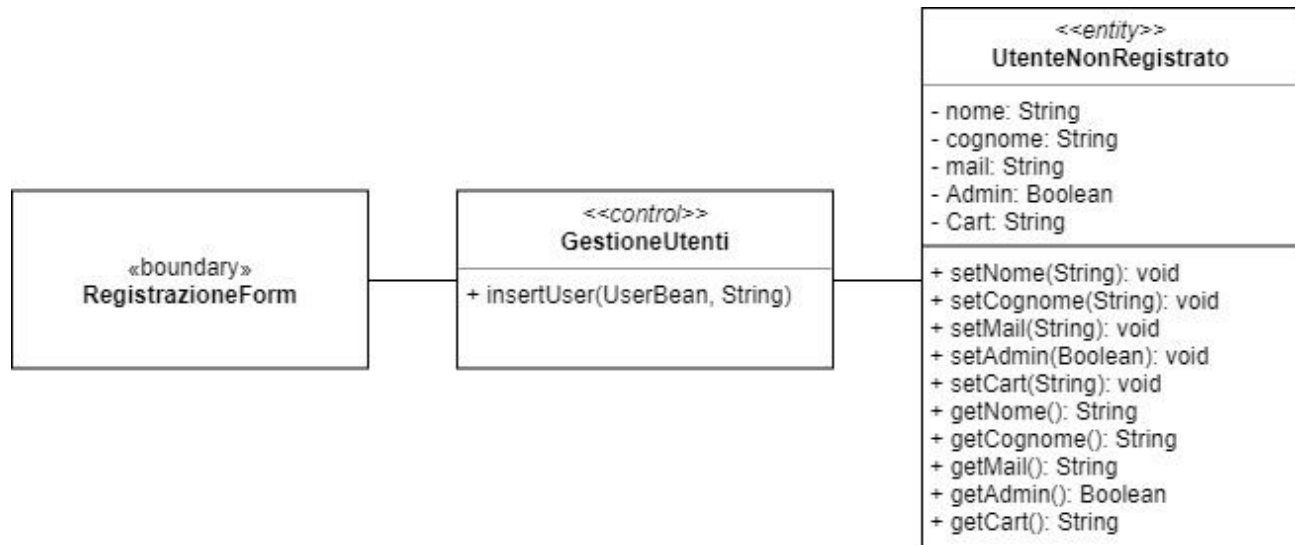 «boundary»
RegistrazioneForm
<<control>>
GestioneUtenti
+ insertUser(UserBean, String)
<<entity>>
UtenteNonRegistrato
- nome: String
- cognome: String
- mail: String
- Admin: Boolean
- Cart: String
+ setNome(String): void
+ setCognome(String): void
+ setMail(String): void
+ setAdmin(Boolean): void
+ setCart(String): void
+ getNome(): String
+ getCognome(): String
+ getMail(): String
+ getAdmin(): Boolean
+ getCart(): String